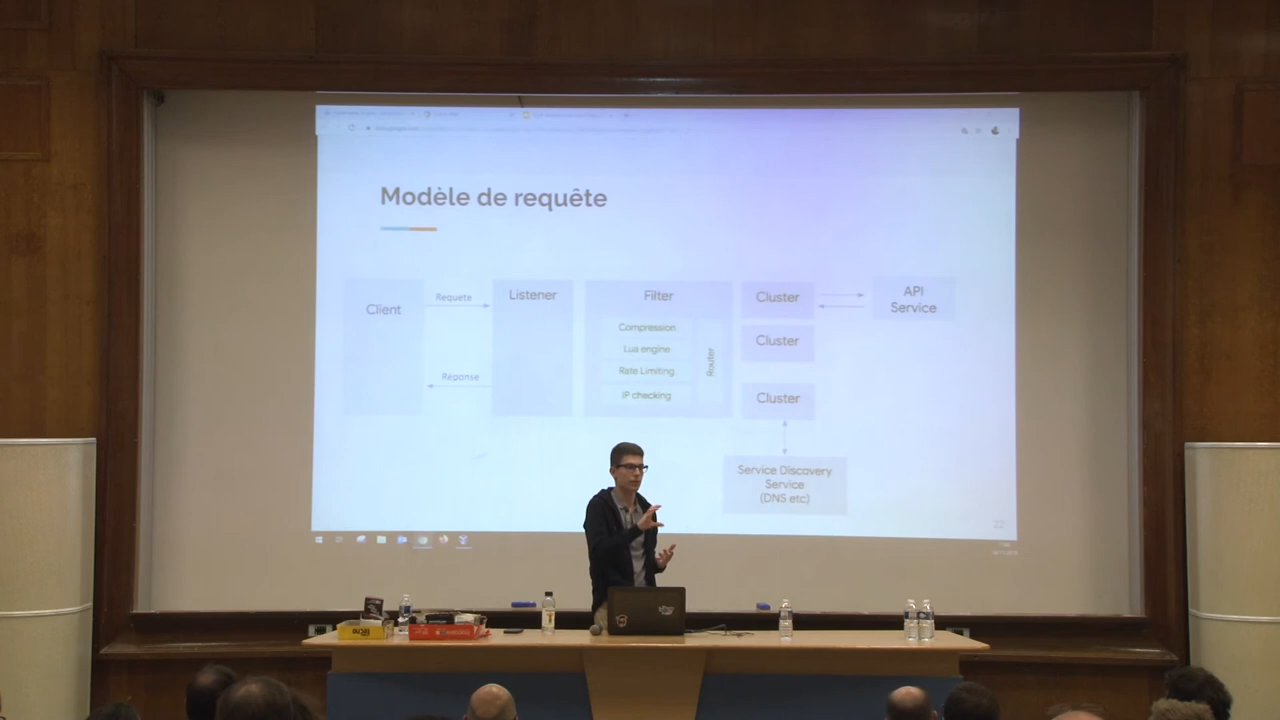 Modèle de requête
Client
Requete
Réponse
Listener
Filter
Compression
Lua engine
Rate Limiting
IP checking
Router
Cluster
Cluster
Cluster
API
Service
Service Discovery
Service
(DNS etc)
22